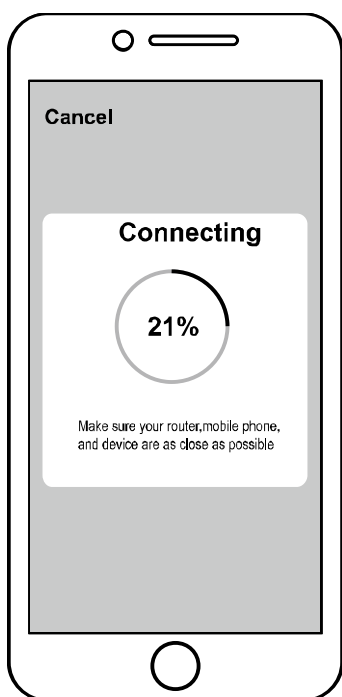 Cancel
Connecting
21%
Make sure your router,mobile phone,
and device are as close as possible